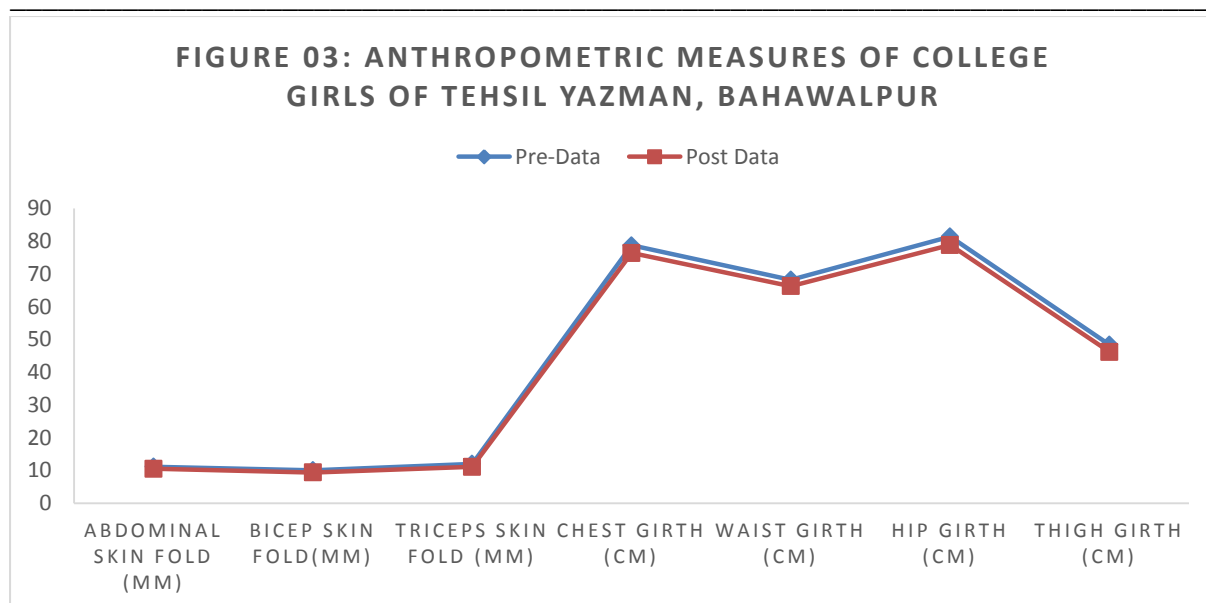 FIGURE 03: ANTHROPOMETRIC MEASURES OF COLLEGE
GIRLS OF TEHSIL YAZMAN, BAHAWALPUR
Pre-Data Post Data
90
80
70
60
50
40
30
20
10
0
ABDOMINAL SKIN FOLD (MM)
BICEP SKIN FOLD(MM)
TRICEPS SKIN FOLD (MM)
CHEST GIRTH (CM)
WAIST GIRTH (CM)
HIP GIRTH (CM)
THIGH GIRTH (CM)